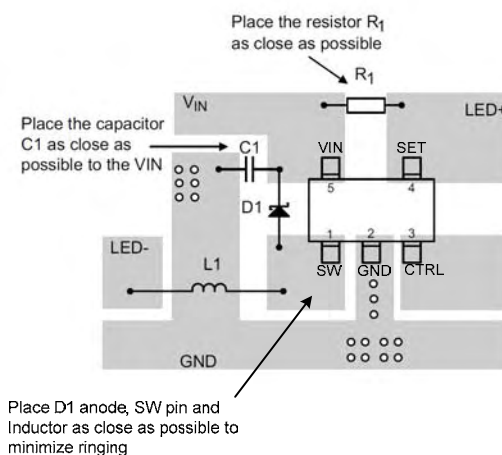 Place the resistor R1
as close as possible
R1
VIN
LED+
Place the capacitor
C1 as close as
possible to the VIN
C1
VIN
SET
5
4
D1
1
2
3
LED-
L1
SW
GND
CTRL
GND
Place D1 anode, SW pin and
Inductor as close as possible to
minimize ringing